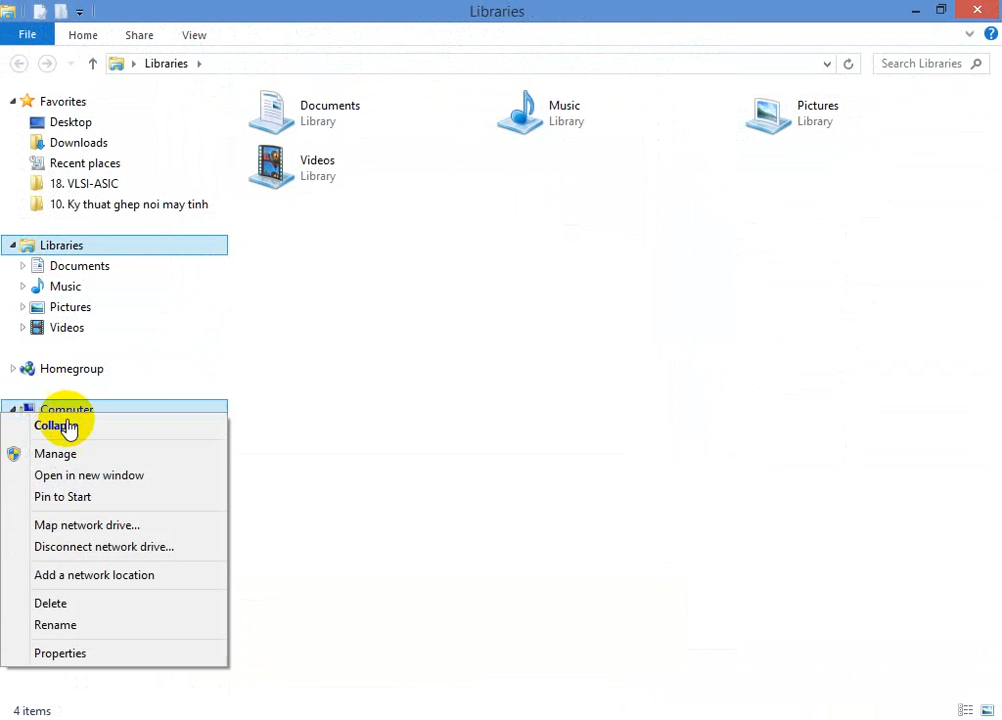 Libraries
File Home Share View
Libraries
Search Libraries
Favorites
Desktop
Downloads
Recent places
18. VLSI-ASIC
10. Ky thuat ghep noi may tinh
Libraries
Documents
Music
Pictures
Videos
Homegroup
Computer
Collapse
Manage
Open in new window
Pin to Start
Map network drive...
Disconnect network drive...
Add a network location
Delete
Rename
Properties
Documents
Library
Music
Library
Pictures
Library
Videos
Library
4 items